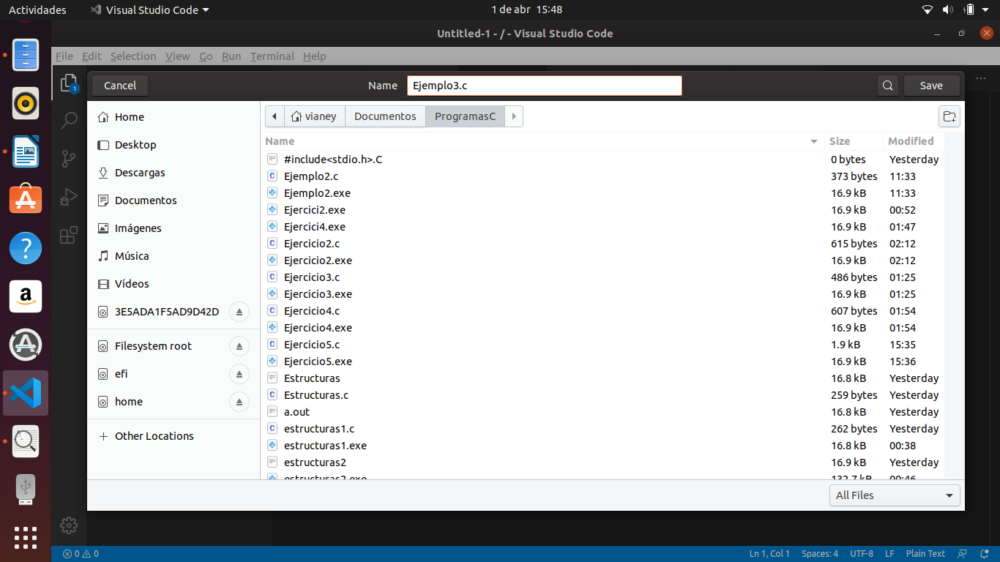 Actividades Visual Studio Code 1 de abr 15:48
Untitled-1 - / - Visual Studio Code
File Edit Selection View Go Run Terminal Help
1
Cancel Name Ejemplo3.c Save
Home
Desktop
Descargas
Documentos
Imágenes
Música
Vídeos
3E5ADA1F5AD9D42D
Filesystem root
efi
home
Other Locations
vianey Documentos ProgramasC
Name Size Modified
#include<stdio.h>.C 0 bytes Yesterday
Ejemplo2.c 373 bytes 11:33
Ejemplo2.exe 16.9 kB 11:33
Ejercici2.exe 16.9 kB 00:52
Ejercici4.exe 16.9 kB 01:47
Ejercicio2.c 615 bytes 02:12
Ejercicio2.exe 16.9 kB 02:12
Ejercicio3.c 486 bytes 01:25
Ejercicio3.exe 16.9 kB 01:25
Ejercicio4.c 607 bytes 01:54
Ejercicio4.exe 16.9 kB 01:54
Ejercicio5.c 1.9 kB 15:35
Ejercicio5.exe 16.9 kB 15:36
Estructuras 16.8 kB Yesterday
Estructuras.c 259 bytes Yesterday
a.out 16.8 kB Yesterday
estructuras1.c 262 bytes Yesterday
estructuras1.exe 16.8 kB 00:38
estructuras2 16.9 kB Yesterday
estructuras2.exe 132.7 kB 00:46
All Files
0 0 Ln 1, Col 1 Spaces: 4 UTF-8 LF Plain Text